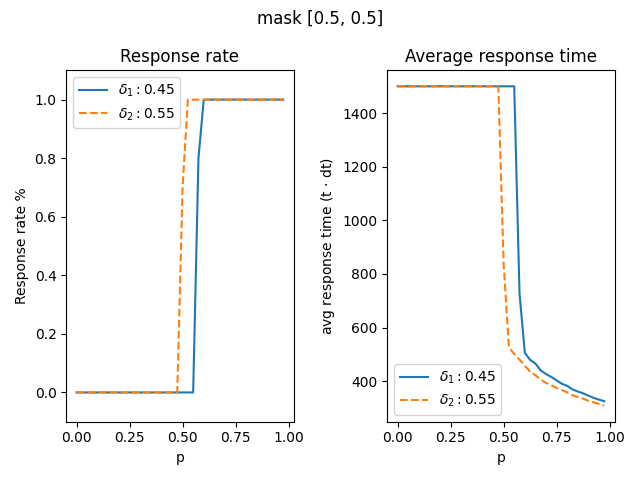 mask [0.5, 0.5]
Response rate
Response rate %
1.0
0.8
0.6
0.4
0.2
0.0
δ₁ : 0.45
δ₂ : 0.55
0.00 0.25 0.50 0.75 1.00
p
Average response time
avg response time (t · dt)
1400
1200
1000
800
600
400
δ₁ : 0.45
δ₂ : 0.55
0.00 0.25 0.50 0.75 1.00
p